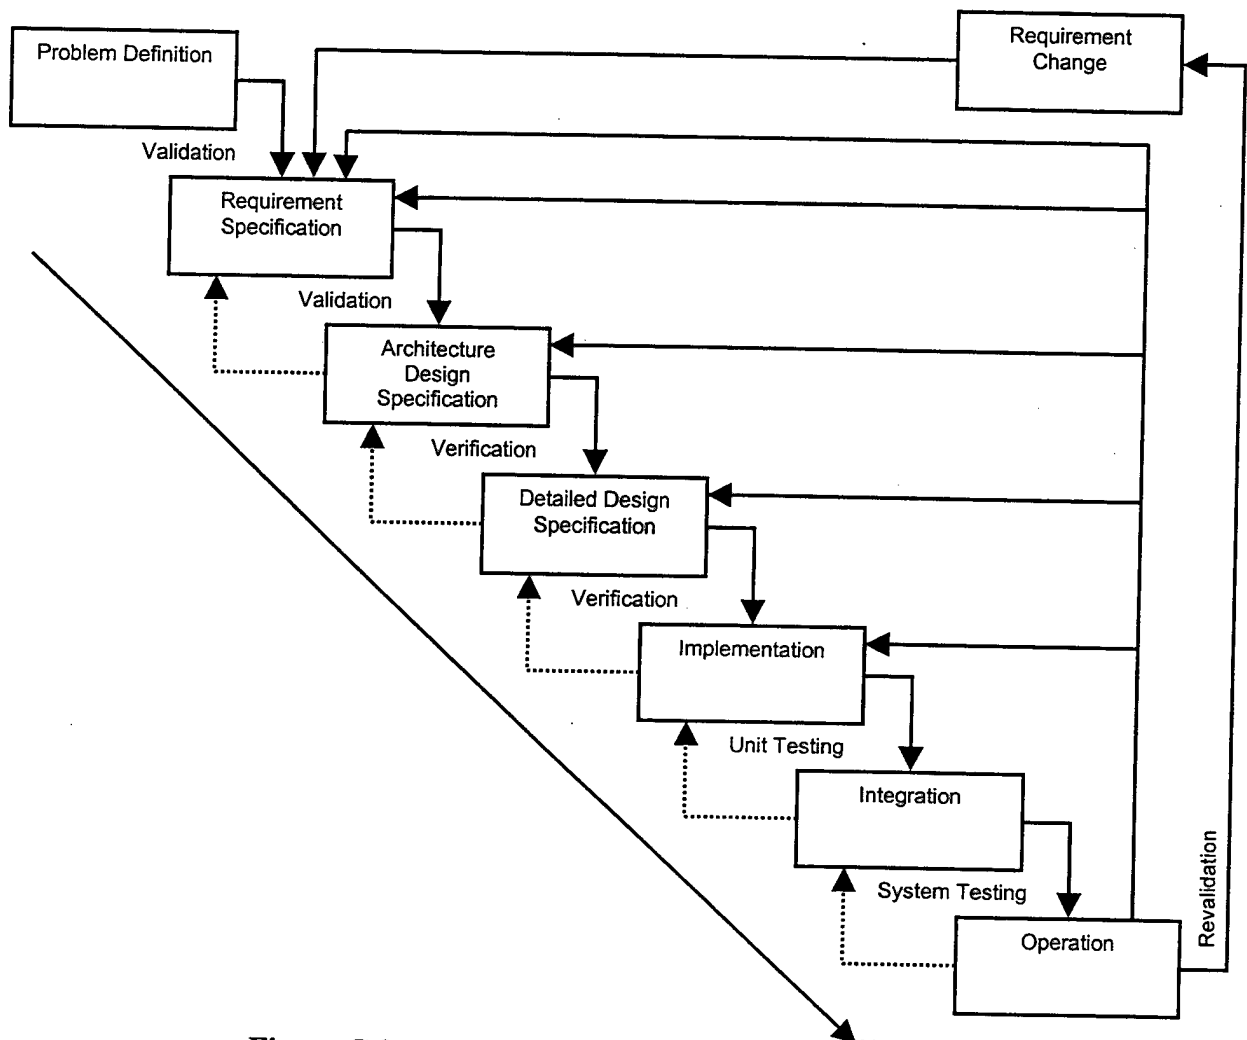 Problem Definition
Requirement
Change
Validation
Requirement
Specification
Validation
Architecture
Design
Specification
Verification
Detailed Design
Specification
Verification
Implementation
Unit Testing
Integration
System Testing
Revalidation
Operation